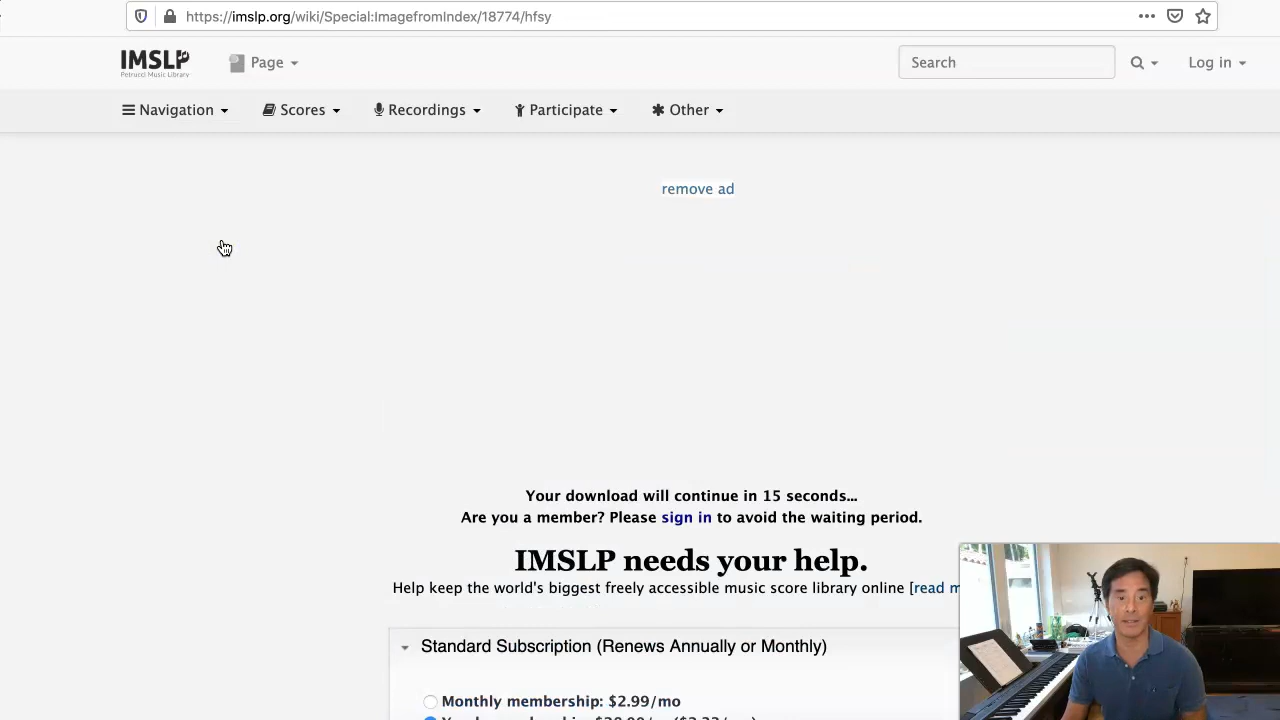 https://imslp.org/wiki/Special:ImagefromIndex/18774/hfsy
IMSLP
Petrucci Music Library
Page
Search
Log in
Navigation
Scores
Recordings
Participate
Other
remove ad
Your download will continue in 15 seconds...
Are you a member? Please sign in to avoid the waiting period.
IMSLP needs your help.
Help keep the world's biggest freely accessible music score library online [read m
Standard Subscription (Renews Annually or Monthly)
Monthly membership: $2.99/mo